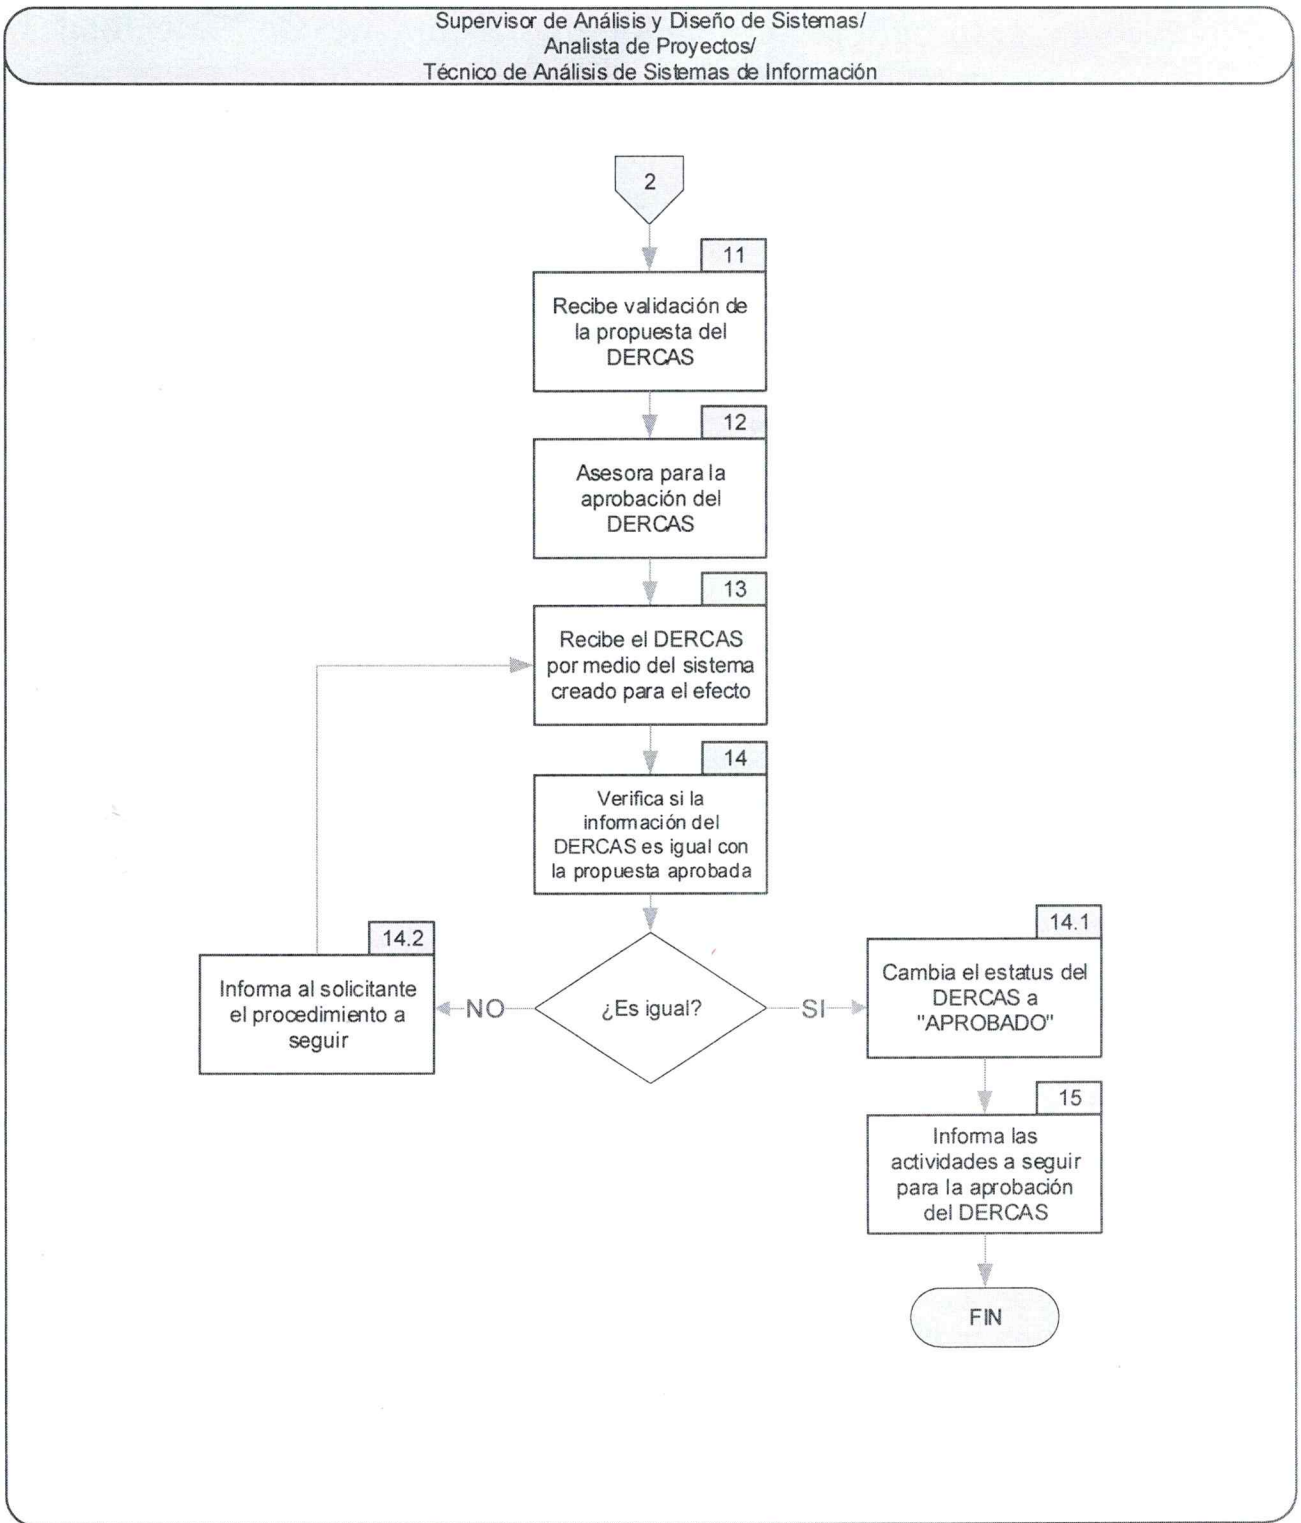 Supervisor de Análisis y Diseño de Sistemas/
Analista de Proyectos/
Técnico de Análisis de Sistemas de Información
2
11
Recibe validación de
la propuesta del
DERCAS
12
Asesora para la
aprobación del
DERCAS
13
Recibe el DERCAS
por medio del sistema
creado para el efecto
14
Verifica si la
información del
DERCAS es igual con
la propuesta aprobada
14.2
Informa al solicitante
el procedimiento a
seguir
NO
¿Es igual?
SI
14.1
Cambia el estatus del
DERCAS a
"APROBADO"
15
Informa las
actividades a seguir
para la aprobación
del DERCAS
FIN